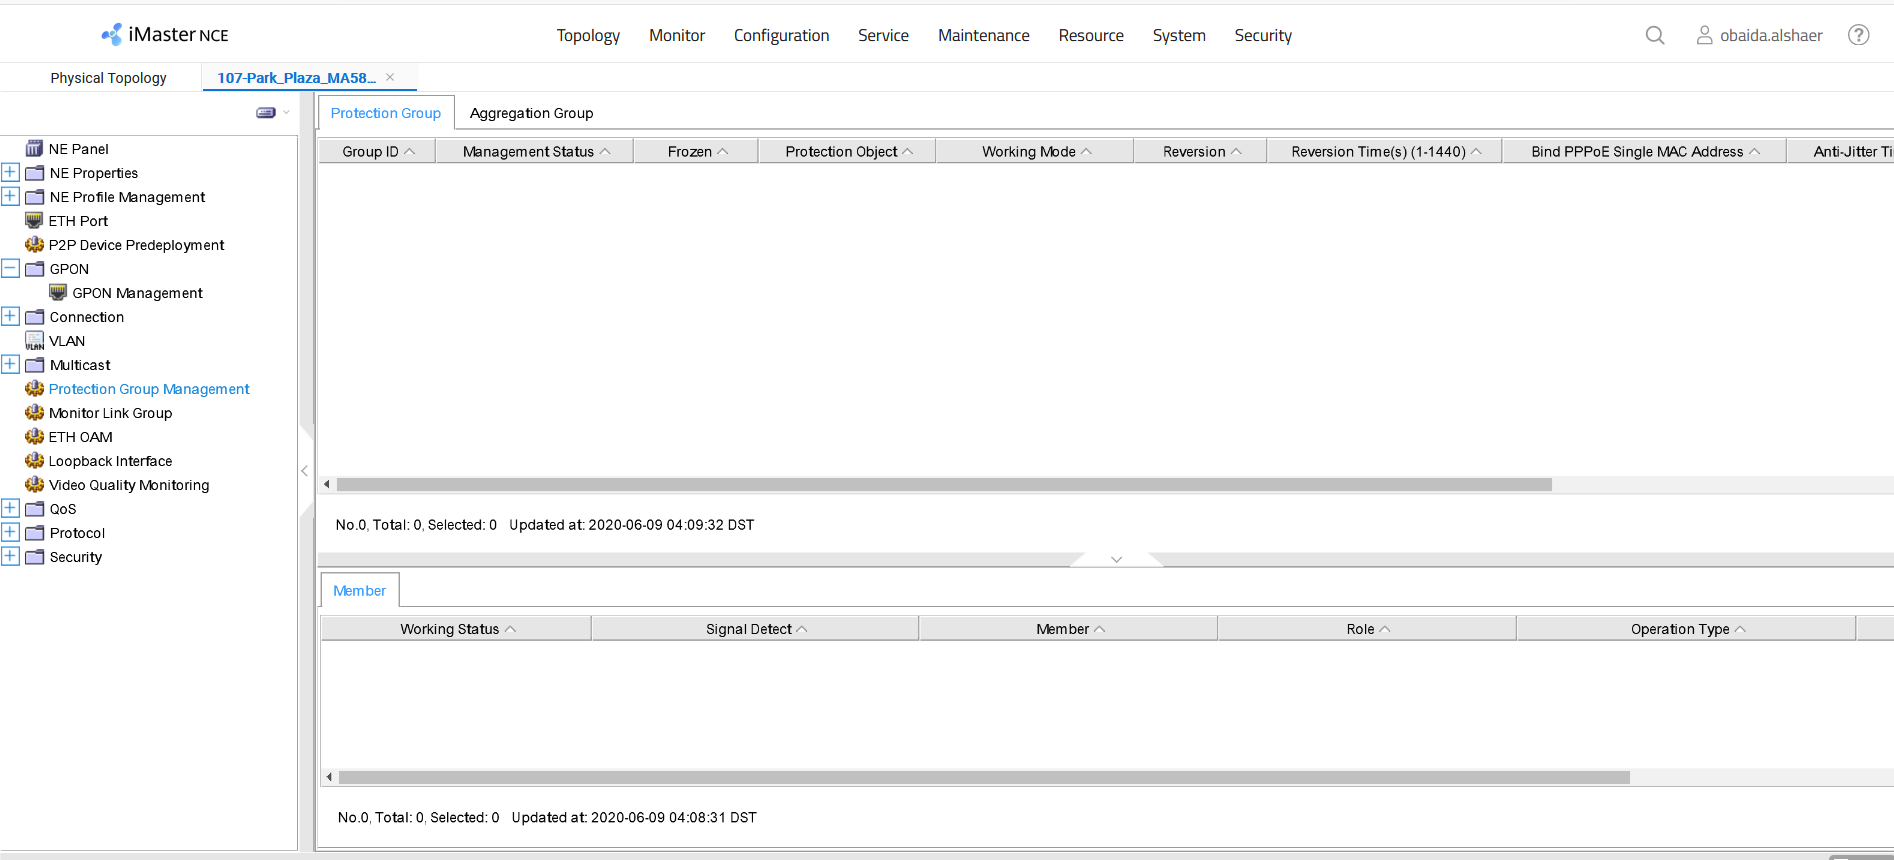 iMaster NCE
Topology Monitor Configuration Service Maintenance Resource System Security
obaida.alshaer
Physical Topology 107-Park_Plaza_MA58...
Protection Group Aggregation Group
NE Panel
NE Properties
NE Profile Management
ETH Port
P2P Device Predeployment
GPON
GPON Management
Connection
VLAN
Multicast
Protection Group Management
Monitor Link Group
ETH OAM
Loopback Interface
Video Quality Monitoring
QoS
Protocol
Security
Group ID Management Status Frozen Protection Object Working Mode Reversion Reversion Time(s) (1-1440) Bind PPPoE Single MAC Address Anti-Jitter
No.0, Total: 0, Selected: 0 Updated at: 2020-06-09 04:09:32 DST
Member
Working Status Signal Detect Member Role Operation Type
No.0, Total: 0, Selected: 0 Updated at: 2020-06-09 04:08:31 DST